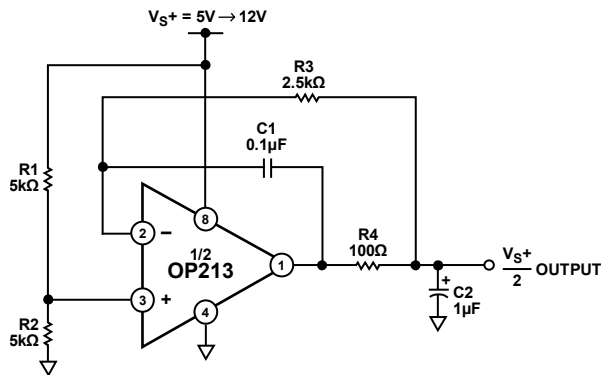 VS+ = 5V → 12V
R3
2.5kΩ
C1
0.1µF
R1
5kΩ
2
−
8
1/2
OP213
1
R4
100Ω
VS+
2
OUTPUT
3
+
4
+
C2
1µF
R2
5kΩ